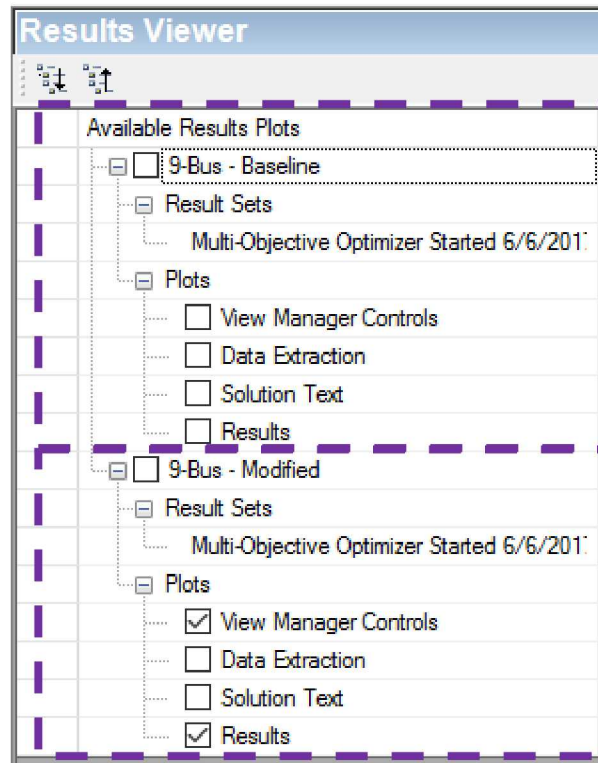 Results Viewer
Available Results Plots
9-Bus - Baseline
Result Sets
Multi-Objective Optimizer Started 6/6/201
Plots
View Manager Controls
Data Extraction
Solution Text
Results
9-Bus - Modified
Result Sets
Multi-Objective Optimizer Started 6/6/201
Plots
View Manager Controls
Data Extraction
Solution Text
Results